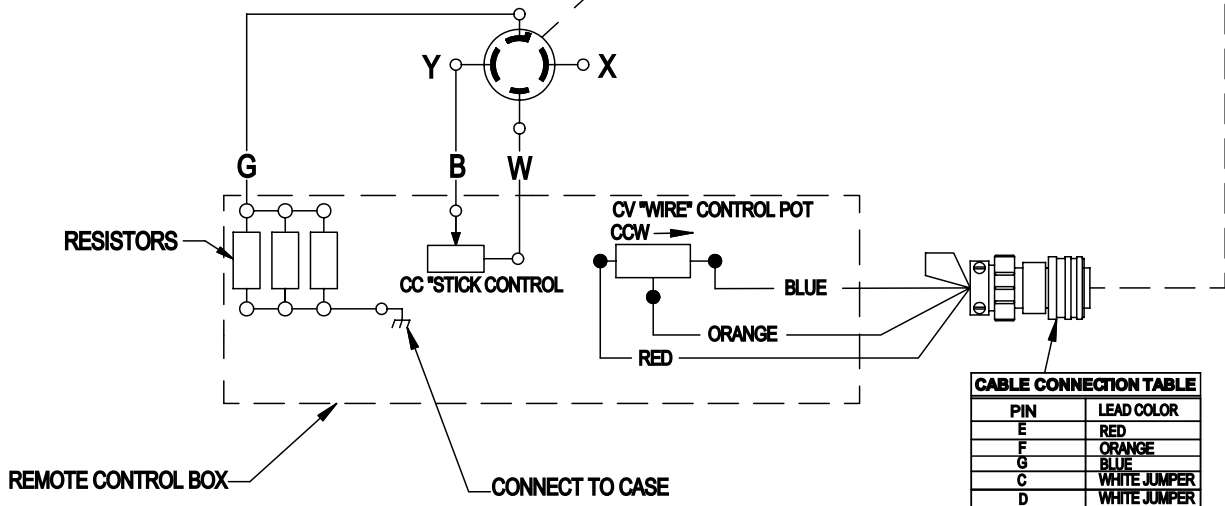 Y
X
G
B
W
CV "WIRE" CONTROL POT
CCW
RESISTORS
CC "STICK CONTROL
BLUE
ORANGE
RED
CABLE CONNECTION TABLE
PIN LEAD COLOR
E RED
F ORANGE
G BLUE
C WHITE JUMPER
D WHITE JUMPER
REMOTE CONTROL BOX
CONNECT TO CASE